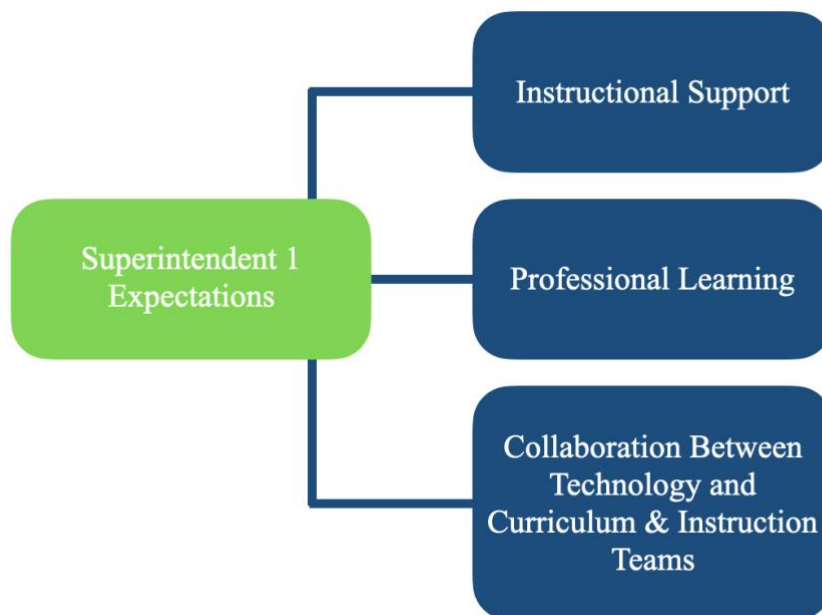 Instructional Support
Superintendent 1
Expectations
Professional Learning
Collaboration Between
Technology and
Curriculum & Instruction
Teams